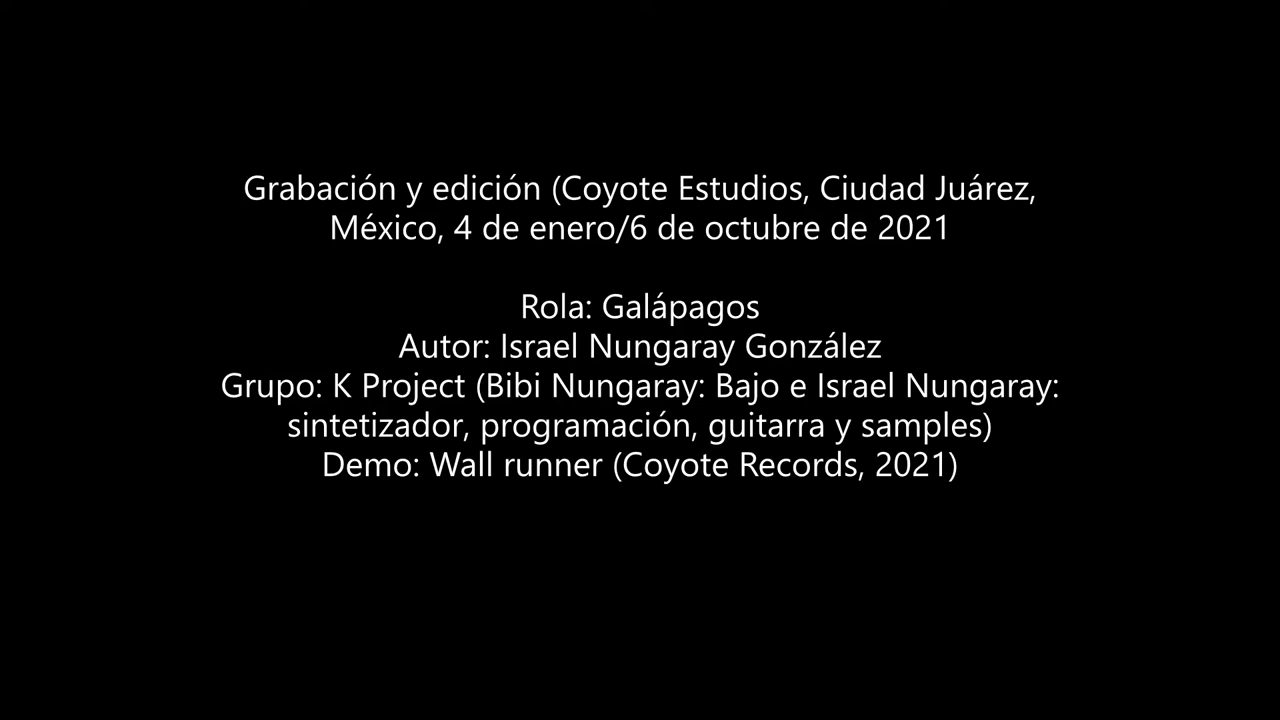 Grabación y edición (Coyote Estudios, Ciudad Juárez,
México, 4 de enero/6 de octubre de 2021
Rola: Galápagos
Autor: Israel Nungaray González
Grupo: K Project (Bibi Nungaray: Bajo e Israel Nungaray:
sintetizador, programación, guitarra y samples)
Demo: Wall runner (Coyote Records, 2021)